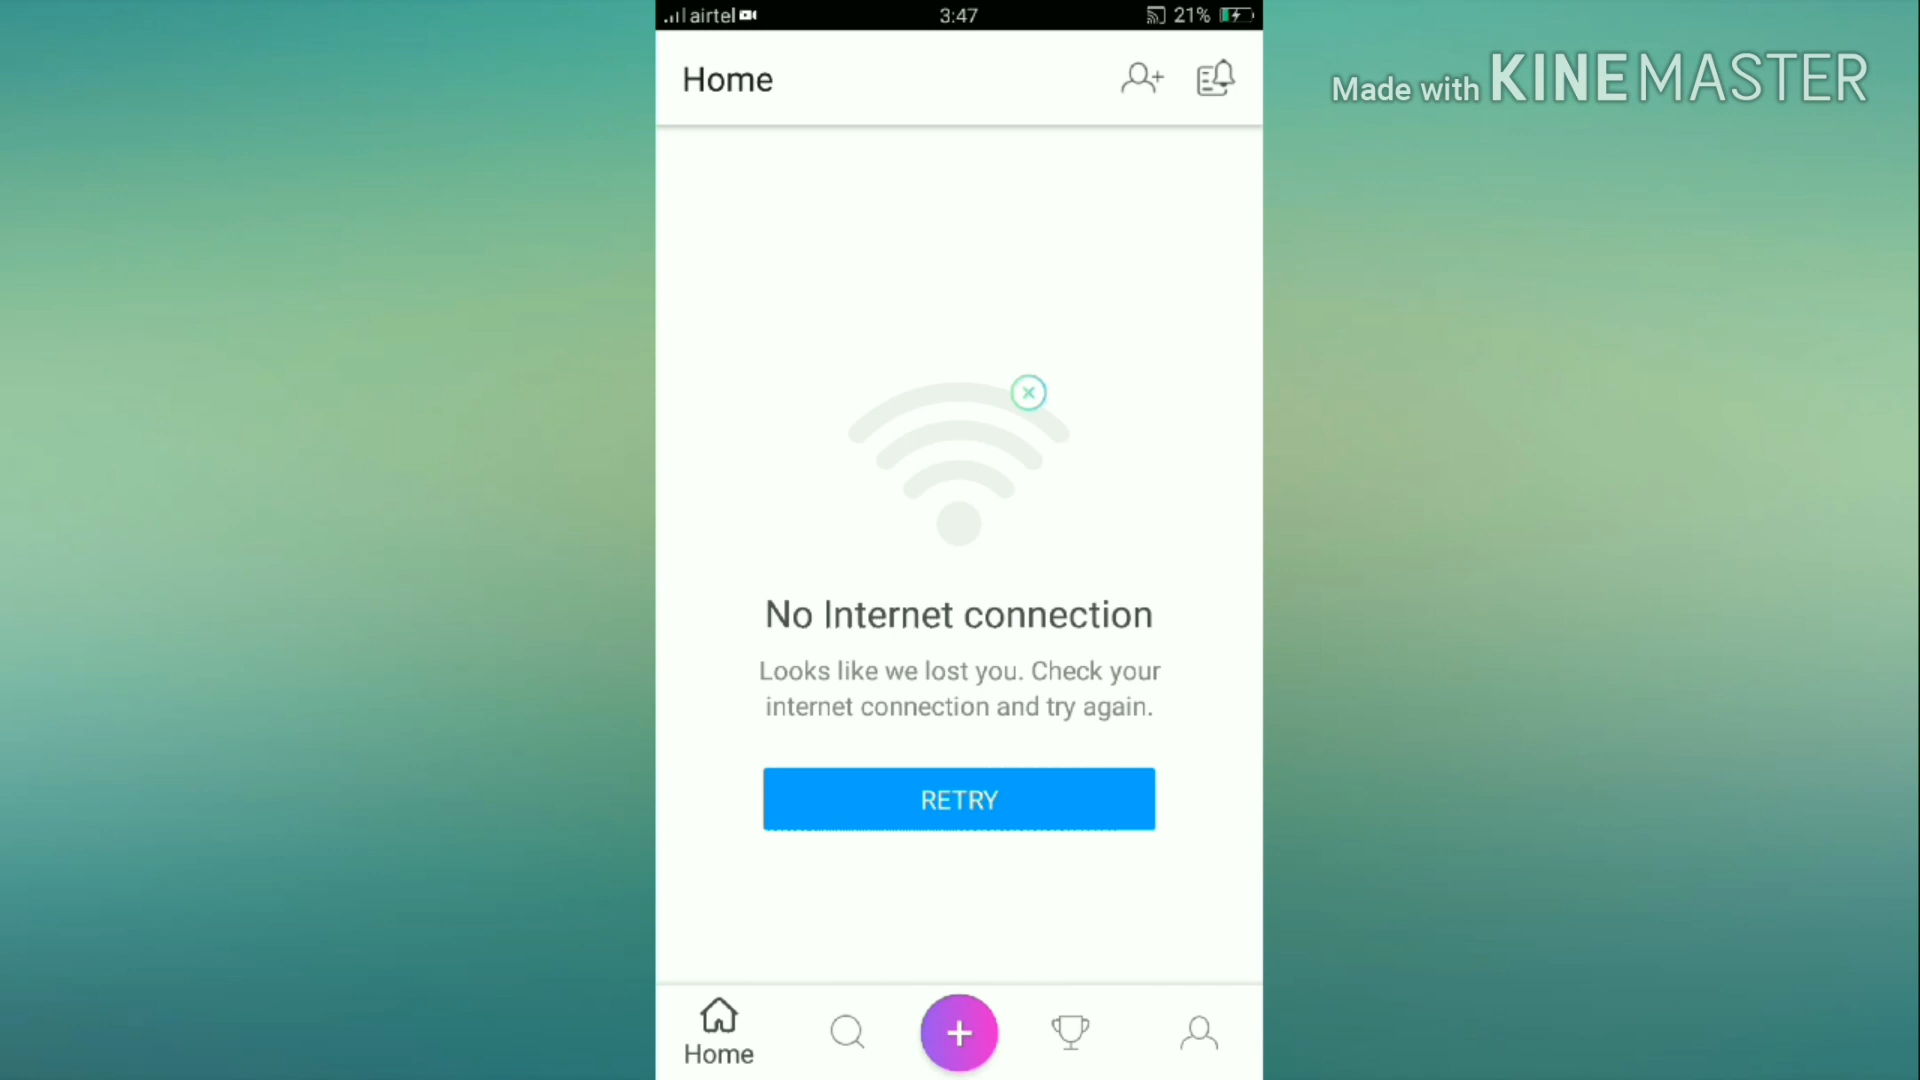 airtel
3:47
21%
Home
Made with KINEMASTER
No Internet connection
Looks like we lost you. Check your
internet connection and try again.
RETRY
Home